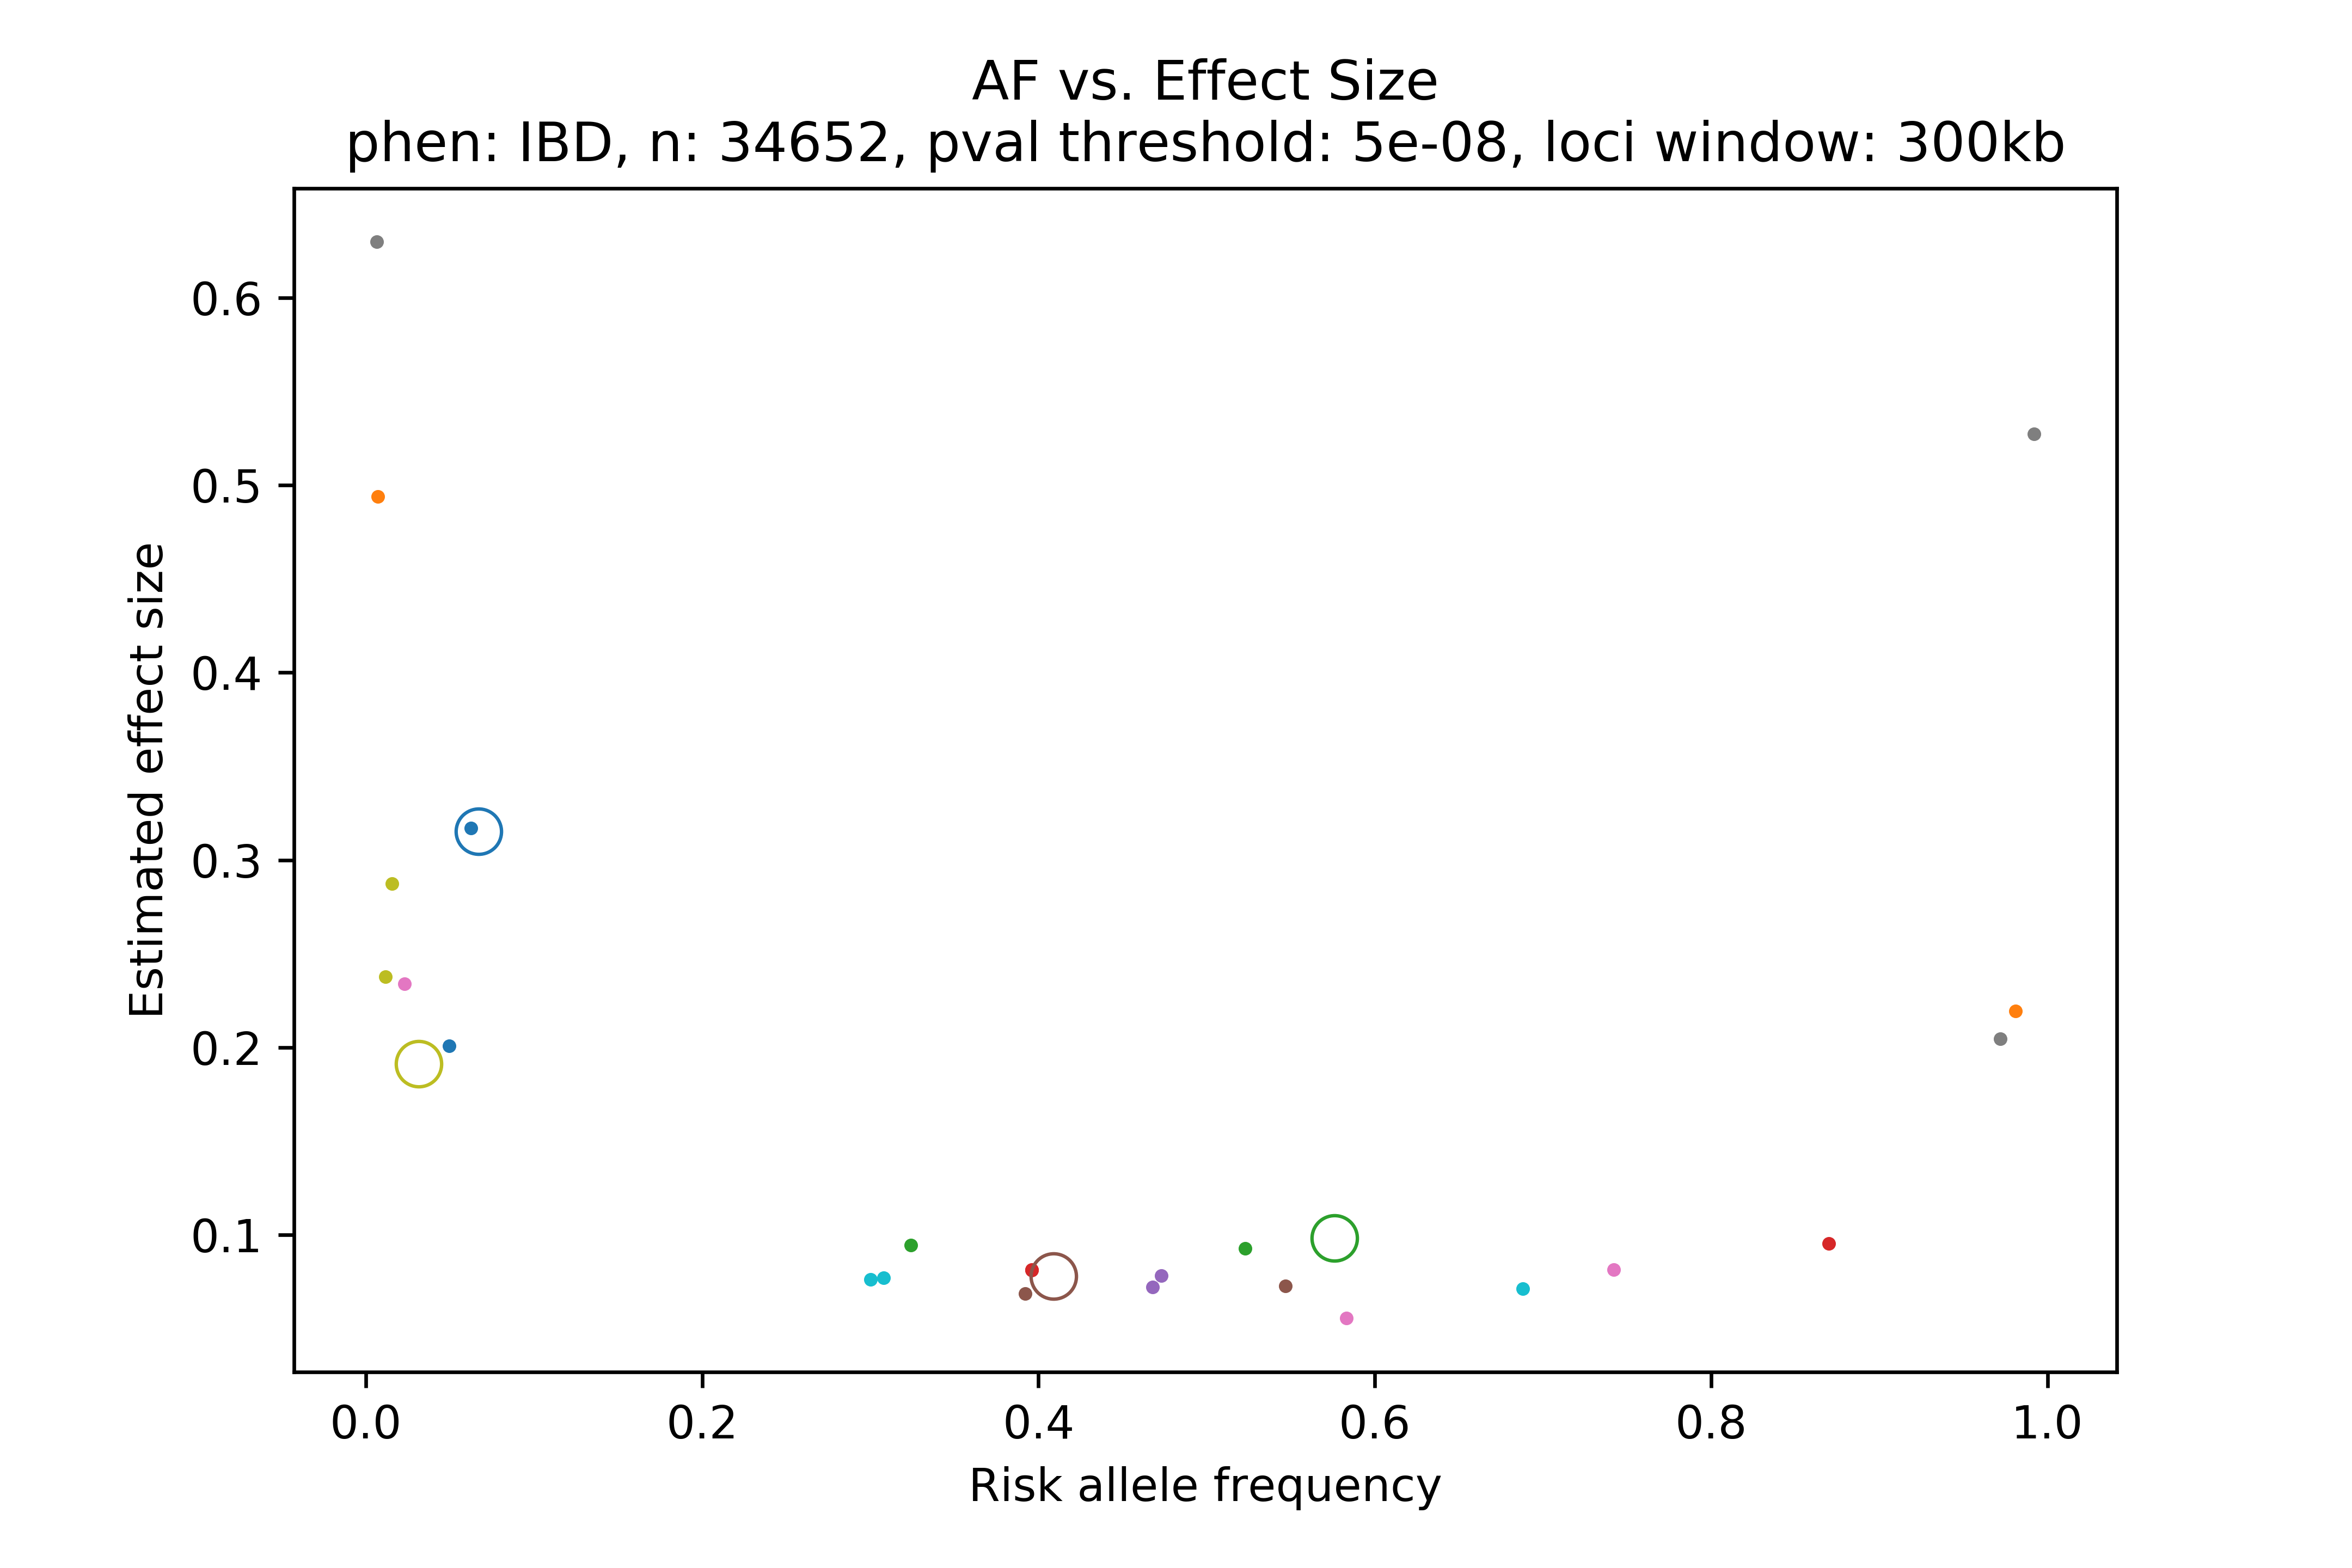 AF vs. Effect Size
phen: IBD, n: 34652, pval threshold: 5e-08, loci window: 300kb
Estimated effect size
0.6
0.5
0.4
0.3
0.2
0.1
0.0 0.2 0.4 0.6 0.8 1.0
Risk allele frequency